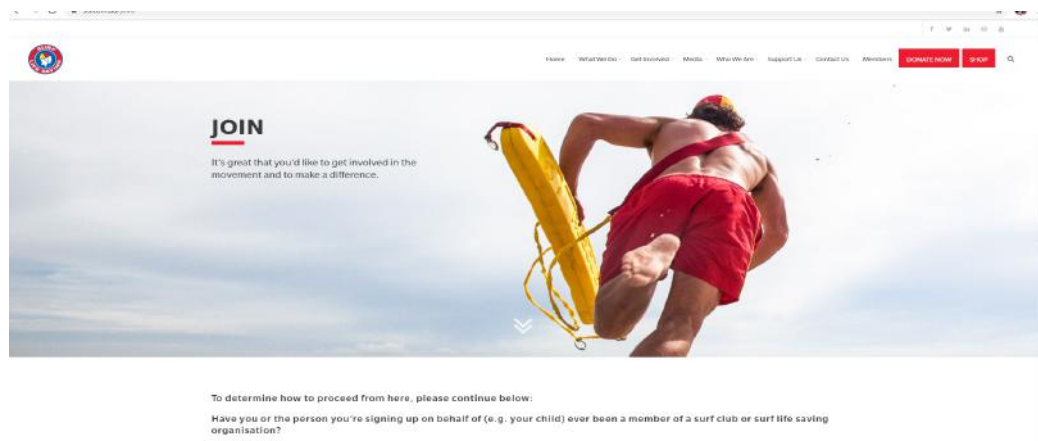 SURF
LIFE SAVING
Home What We Do Get Involved Media Who We Are Support Us Contact Us Members DONATE NOW SHOP
JOIN
It's great that you'd like to get involved in the
movement and to make a difference.
To determine how to proceed from here, please continue below:
Have you or the person you're signing up on behalf of (e.g. your child) ever been a member of a surf club or surf life saving
organisation?